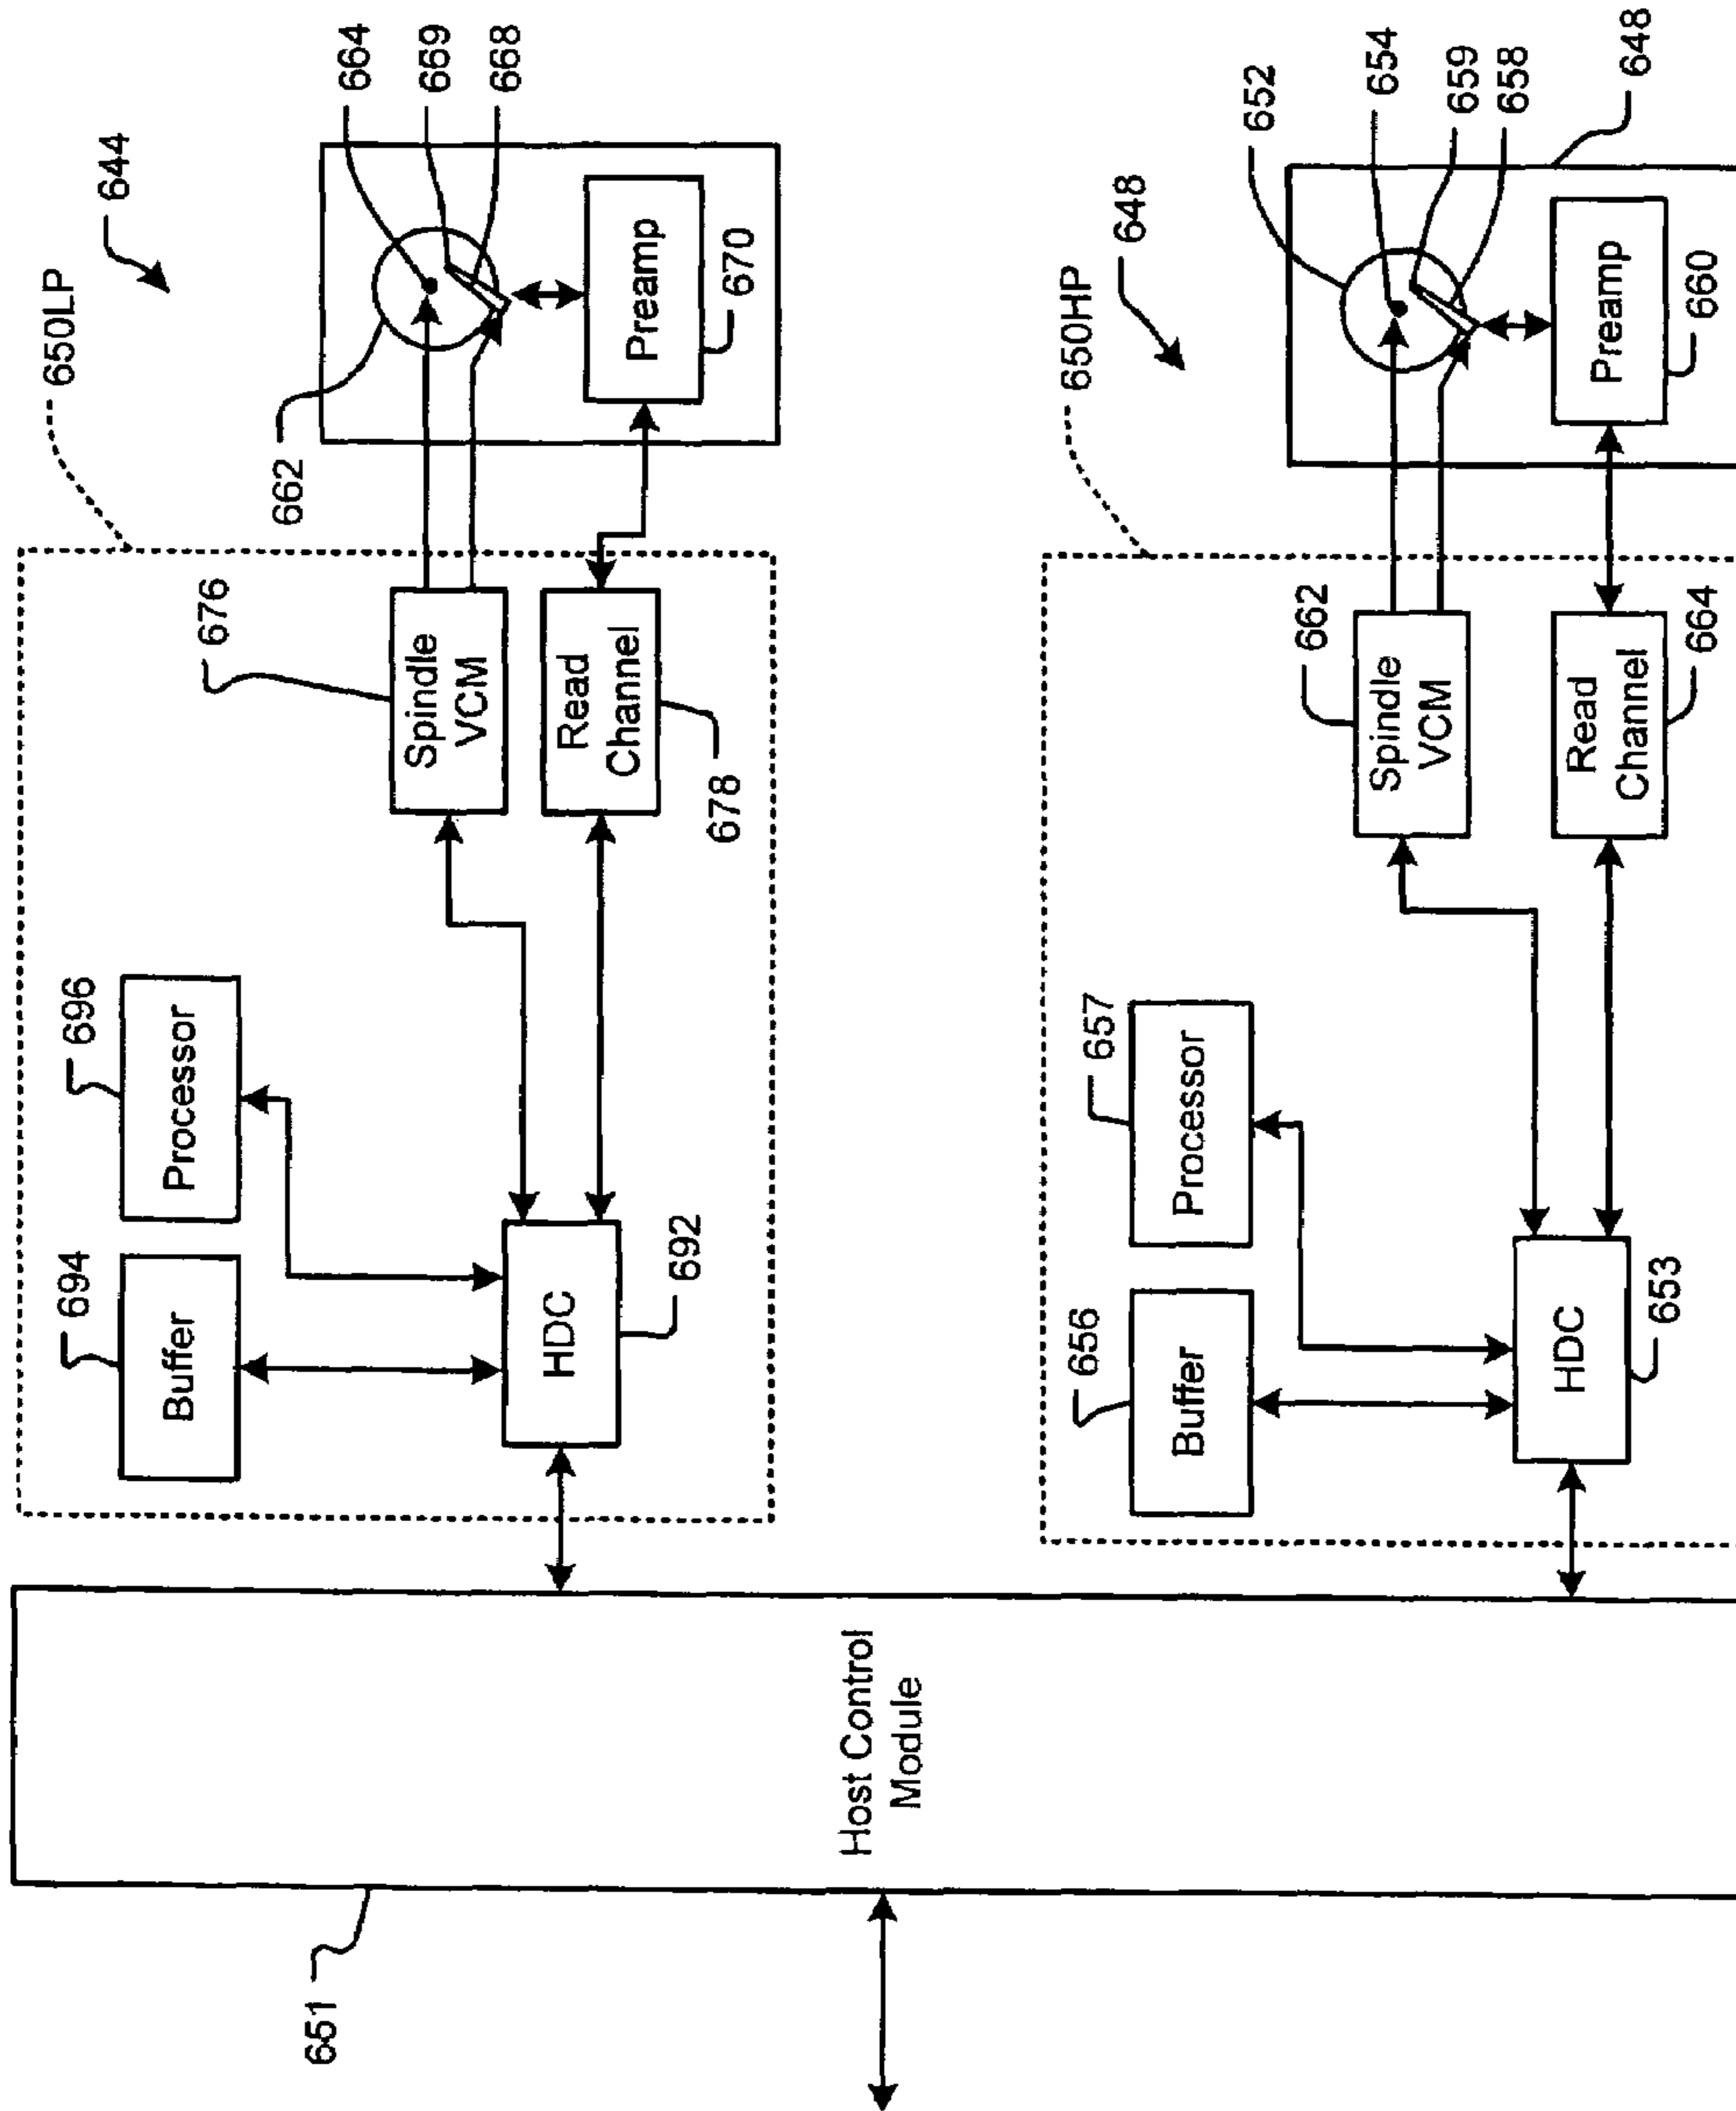 644
650LP
696
Processor
694
Buffer
676
Spindle
VCM
Read
Channel
678
HDC
692
662
664
669
668
Preamp
670
651
Host Control
Module
648
650HP
657
Processor
656
Buffer
662
Spindle
VCM
Read
Channel
664
HDC
653
652
654
659
658
648
Preamp
660